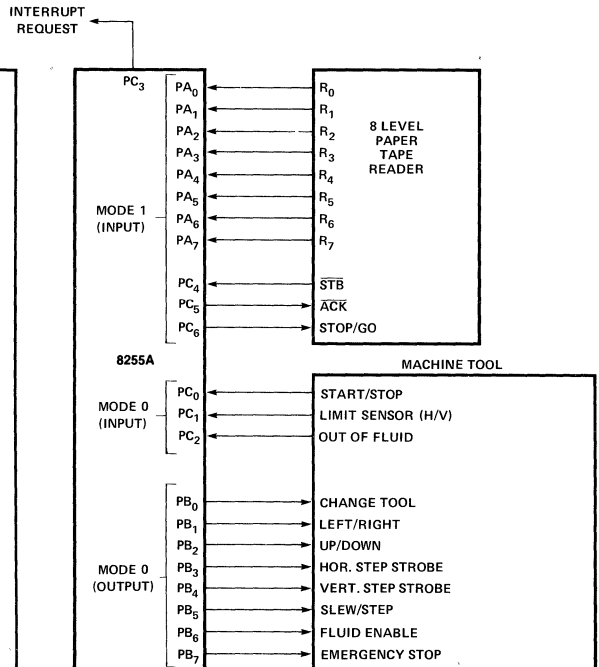 INTERRUPT
REQUEST
PC3 PA0 R0
PA1 R1
PA2 R2
PA3 R3
PA4 R4
PA5 R5
PA6 R6
PA7 R7
8 LEVEL
PAPER
TAPE
READER
MODE 1
(INPUT)
PC4 STB
PC5 ACK
PC6 STOP/GO
8255A
MACHINE TOOL
MODE 0
(INPUT)
PC0 START/STOP
PC1 LIMIT SENSOR (H/V)
PC2 OUT OF FLUID
MODE 0
(OUTPUT)
PB0 CHANGE TOOL
PB1 LEFT/RIGHT
PB2 UP/DOWN
PB3 HOR. STEP STROBE
PB4 VERT. STEP STROBE
PB5 SLEW/STEP
PB6 FLUID ENABLE
PB7 EMERGENCY STOP